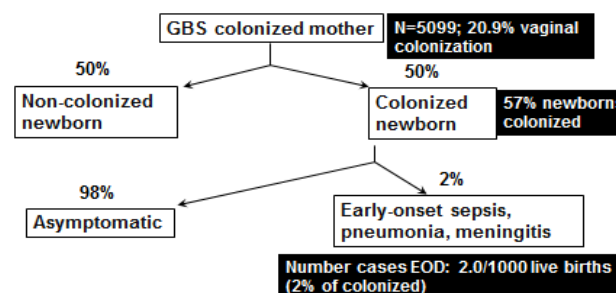 GBS colonized mother
N=5099; 20.9% vaginal
colonization
50%
50%
Non-colonized
newborn
Colonized
newborn
57% newborn
colonized
98%
2%
Asymptomatic
Early-onset sepsis,
pneumonia, meningitis
Number cases EOD: 2.0/1000 live births
(2% of colonized)